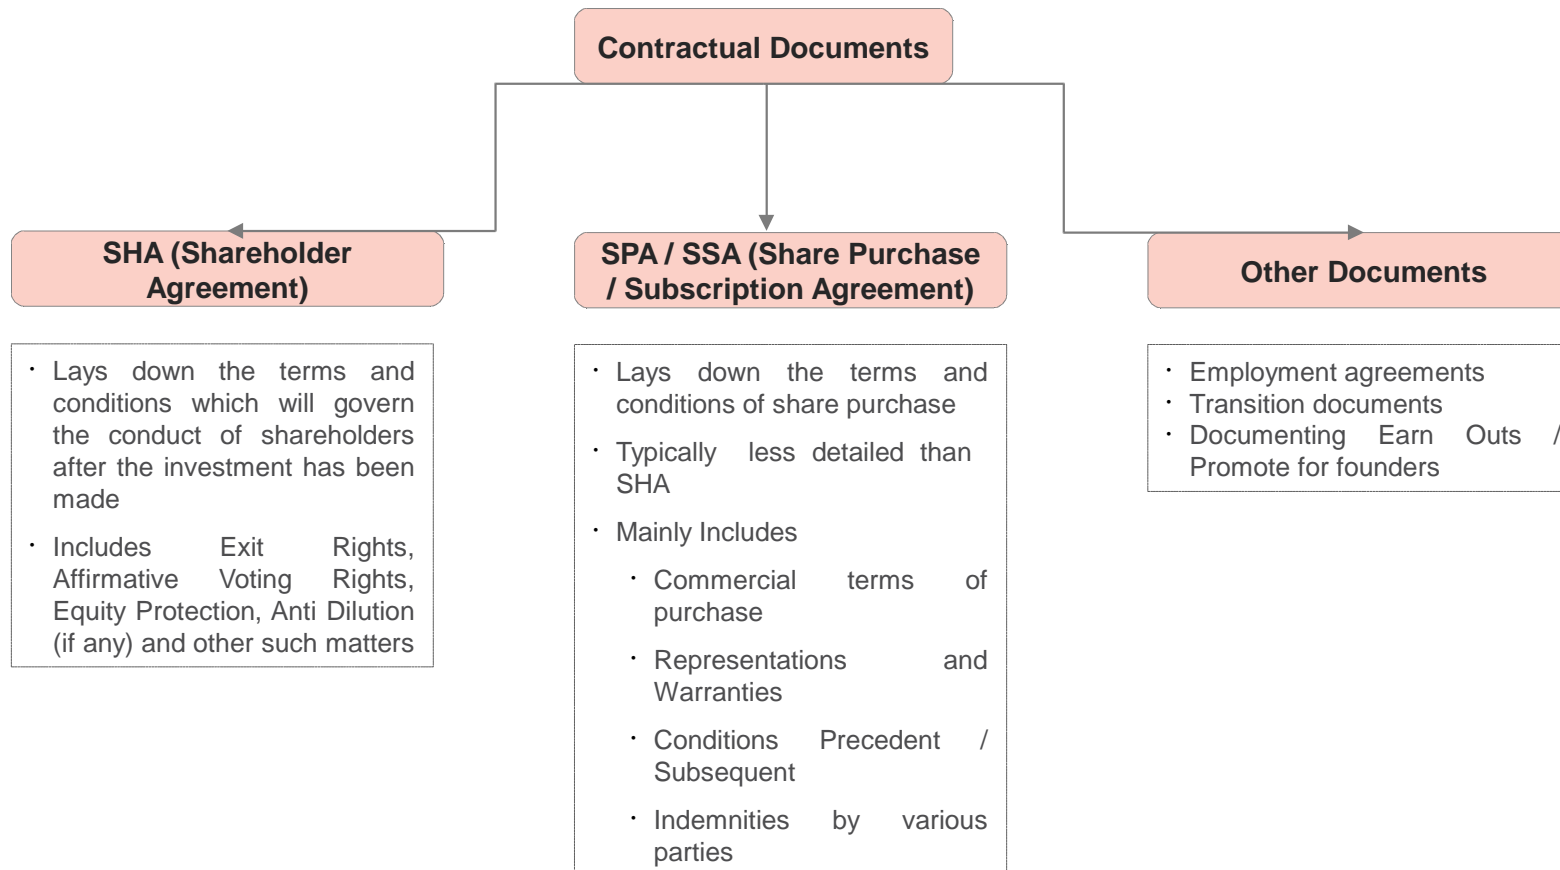 Contractual Documents
SHA (Shareholder
Agreement)
SPA / SSA (Share Purchase
/ Subscription Agreement)
Other Documents
· Lays down the terms and
conditions which will govern
the conduct of shareholders
after the investment has been
made
· Includes Exit Rights,
Affirmative Voting Rights,
Equity Protection, Anti Dilution
(if any) and other such matters
· Lays down the terms and
conditions of share purchase
· Typically less detailed than
SHA
· Mainly Includes
· Commercial terms of
purchase
· Representations and
Warranties
· Conditions Precedent /
Subsequent
· Indemnities by various
parties
· Employment agreements
· Transition documents
· Documenting Earn Outs /
Promote for founders